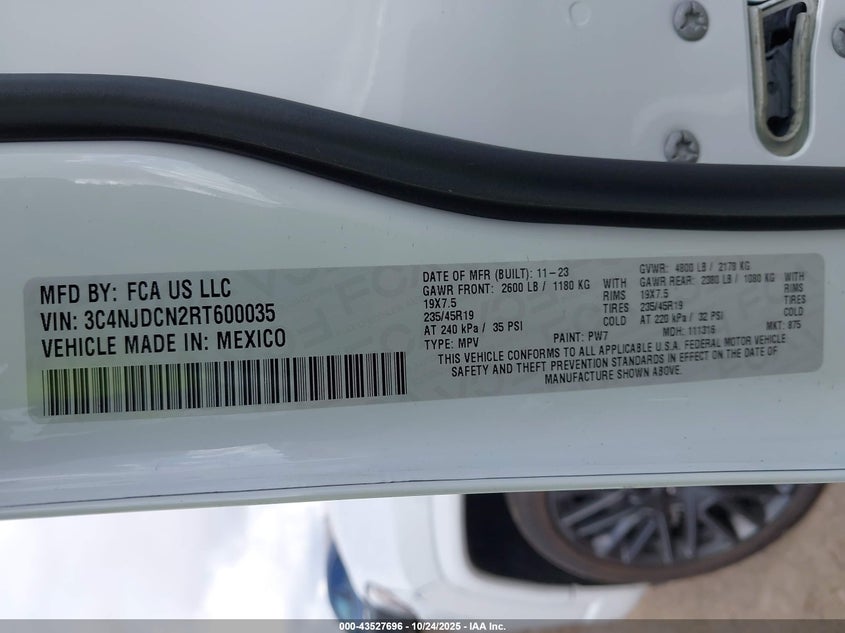 MFD BY: FCA US LLC
VIN: 3C4NJDCN2RT600035
VEHICLE MADE IN: MEXICO
DATE OF MFR (BUILT): 11-23
GVWR: 4800 LB / 2178 KG
GAWR FRONT: 2600 LB / 1180 KG WITH
GAWR REAR: 2380 LB / 1080 KG WITH
19X7.5 RIMS
19X7.5 RIMS
235/45R19 TIRES
235/45R19 TIRES
AT 240 kPa / 35 PSI COLD
AT 220 kPa / 32 PSI COLD
TYPE: MPV PAINT: PW7 MDH: 111316 MKT: 875
THIS VEHICLE CONFORMS TO ALL APPLICABLE U.S.A. FEDERAL MOTOR VEHICLE
SAFETY AND THEFT PREVENTION STANDARDS IN EFFECT ON THE DATE OF
MANUFACTURE SHOWN ABOVE.
000-43527696 - 10/24/2025 - IAA Inc.